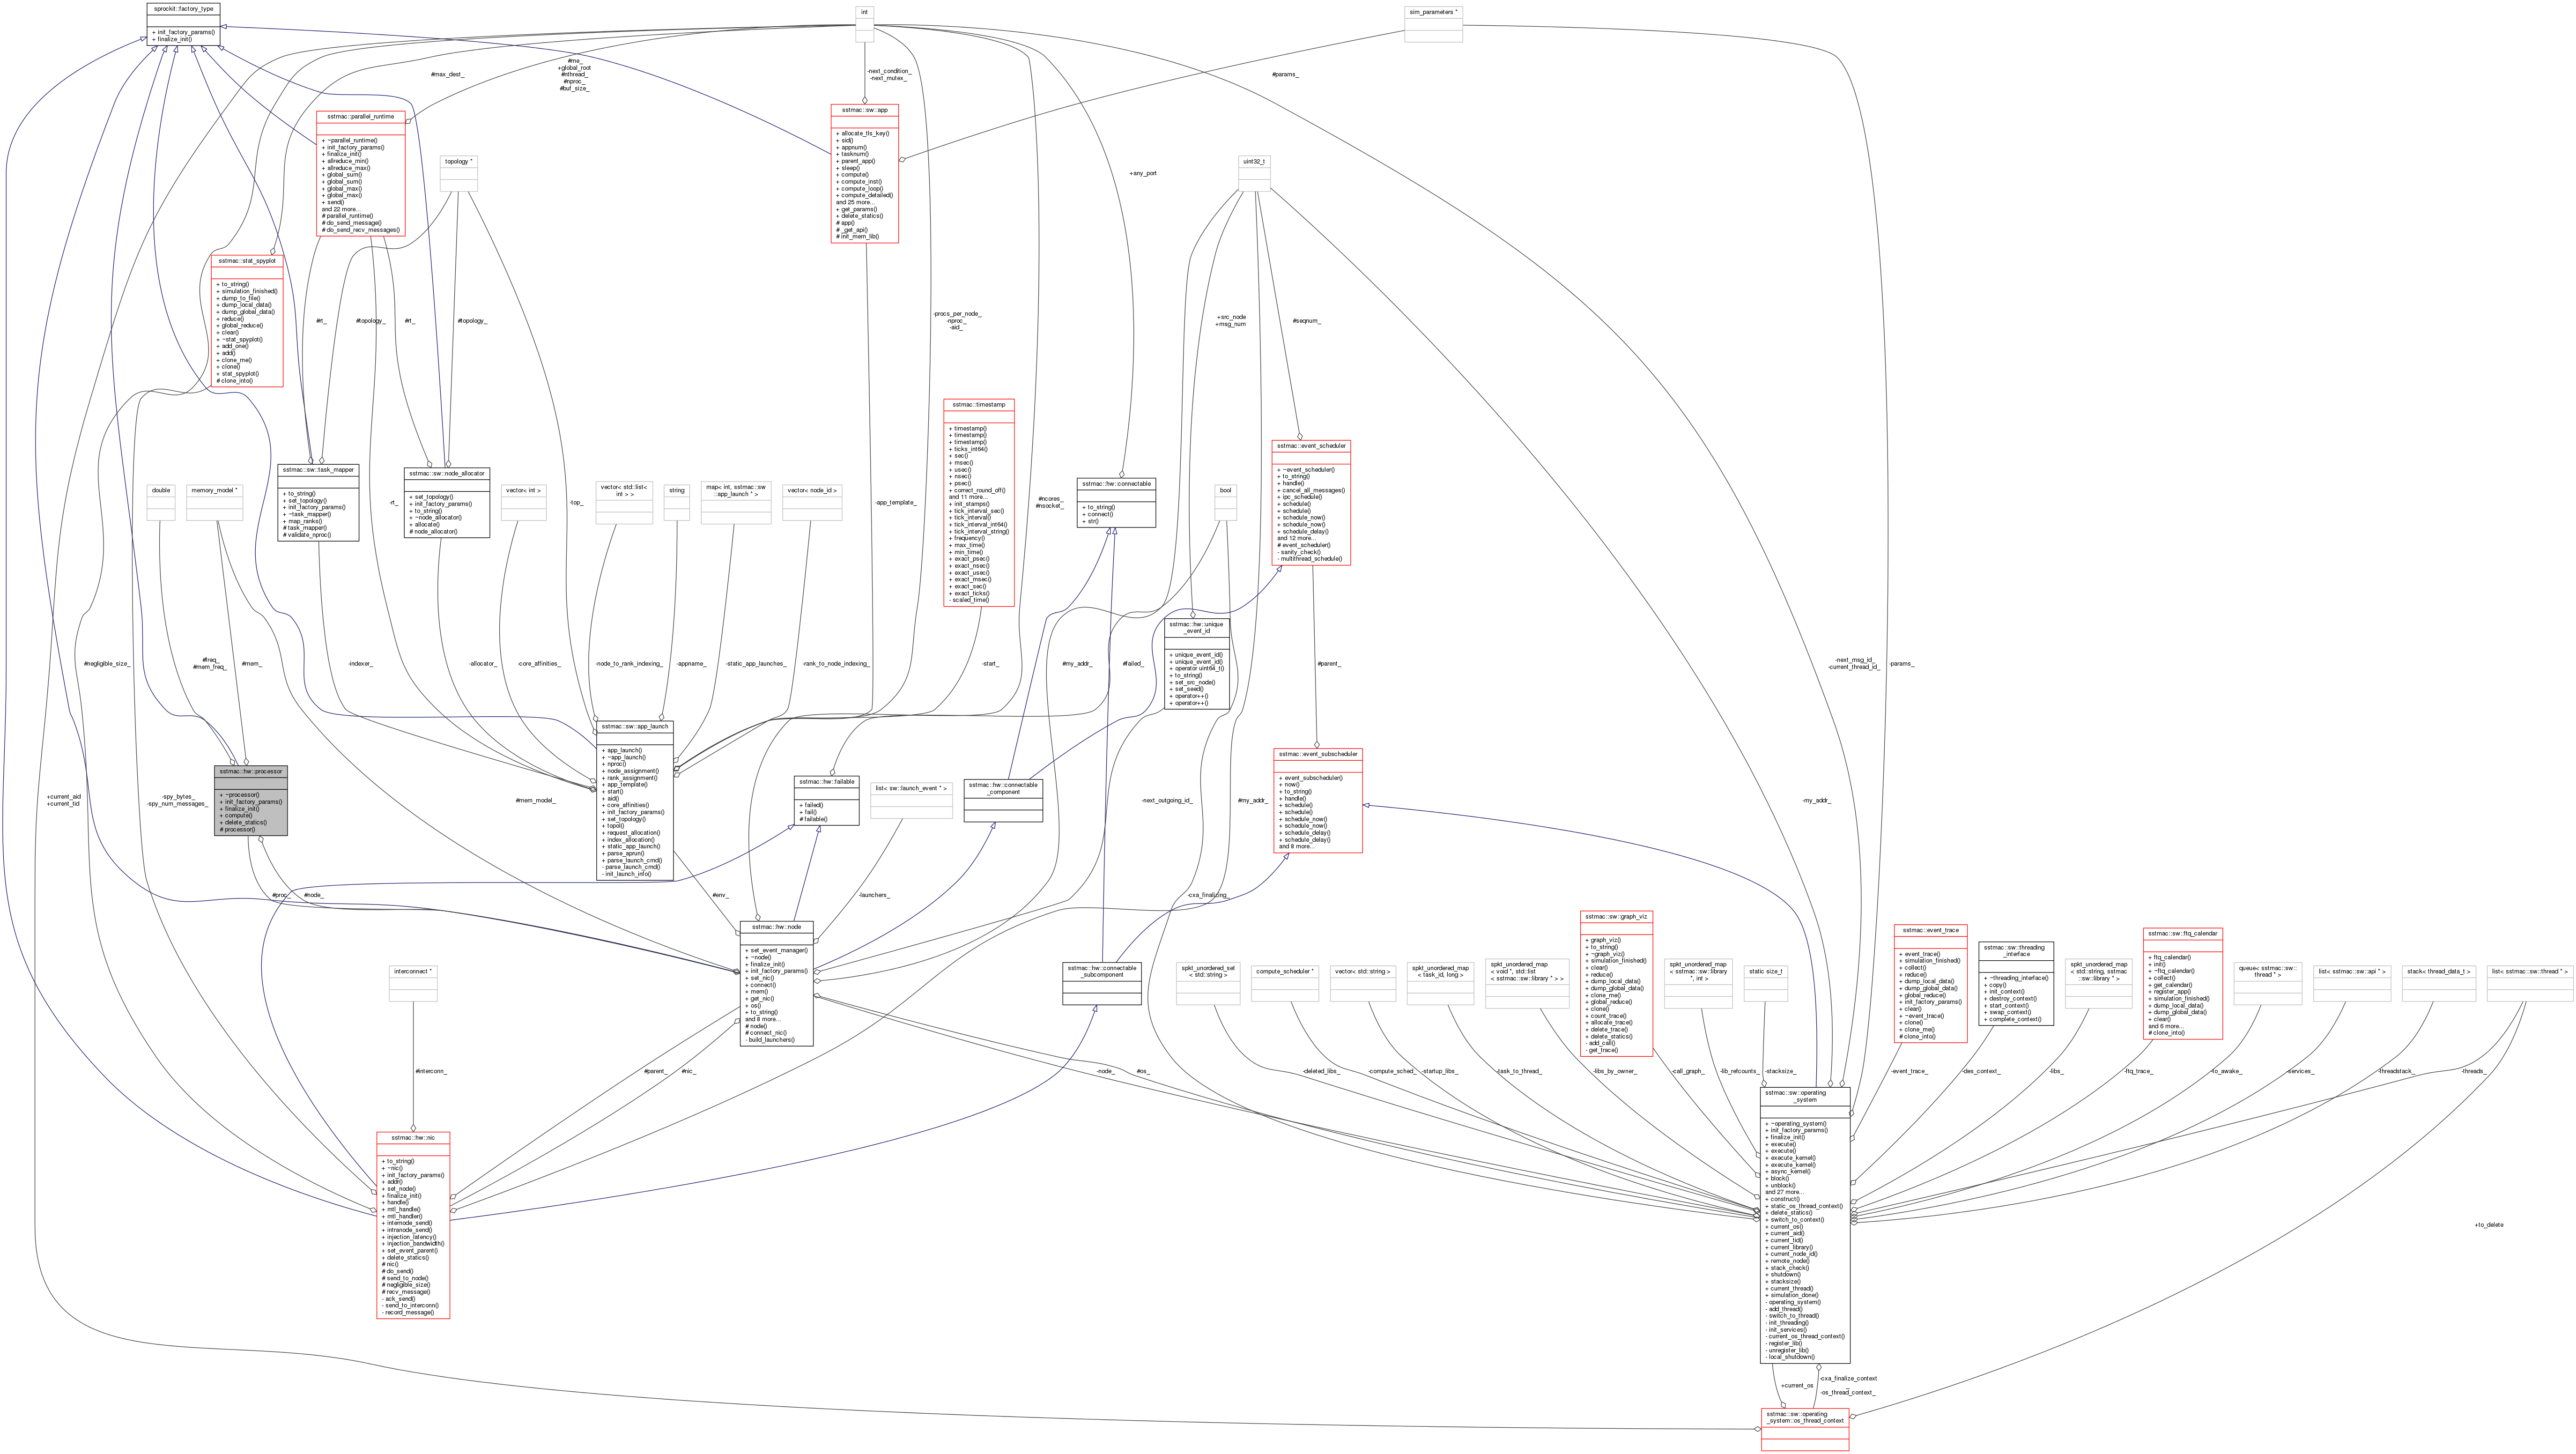 sprockit::factory_type
+ init_factory_params()
+ finalize_init()
int
sim_parameters *
#me_
+global_root
#nthread_
#nproc_
#buf_size_
#max_dest_
-next_condition_
-next_mutex_
#params_
sstmac::parallel_runtime
+ ~parallel_runtime()
+ init_factory_params()
+ finalize_init()
+ allreduce_min()
+ allreduce_max()
+ global_sum()
+ global_sum()
+ global_max()
+ global_max()
+ send()
and 22 more...
# parallel_runtime()
# do_send_message()
# do_send_recv_messages()
sstmac::sw::app
+ allocate_tls_key()
+ sid()
+ appnum()
+ tasknum()
+ parent_app()
+ sleep()
+ compute()
+ compute_inst()
+ compute_loop()
+ compute_detailed()
and 25 more...
+ get_params()
+ delete_statics()
# app()
# _get_api()
# init_mem_lib()
topology *
+any_port
uint32_t
sstmac::stat_spyplot
+ to_string()
+ simulation_finished()
+ dump_to_file()
+ dump_local_data()
+ dump_global_data()
+ reduce()
+ global_reduce()
+ clear()
+ ~stat_spyplot()
+ add_one()
+ add()
+ clone_me()
+ clone()
+ stat_spyplot()
# clone_into()
#rt_
#topology_
#rt_
#topology_
-procs_per_node_
-nproc_
-aid_
+src_node
+msg_num
#seqnum_
sstmac::timestamp
+ timestamp()
+ timestamp()
+ timestamp()
+ ticks_int64()
+ sec()
+ msec()
+ usec()
+ nsec()
+ psec()
+ correct_round_off()
and 11 more...
+ init_stamps()
+ tick_interval_sec()
+ tick_interval()
+ tick_interval_int64()
+ tick_interval_string()
+ frequency()
+ max_time()
+ min_time()
+ exact_psec()
+ exact_nsec()
+ exact_usec()
+ exact_msec()
+ exact_sec()
+ exact_ticks()
- scaled_time()
sstmac::event_scheduler
+ ~event_scheduler()
+ to_string()
+ handle()
+ cancel_all_messages()
+ ipc_schedule()
+ schedule()
+ schedule()
+ schedule_now()
+ schedule_now()
+ schedule_delay()
and 12 more...
# event_scheduler()
- sanity_check()
- multithread_schedule()
double
memory_model *
sstmac::sw::task_mapper
+ to_string()
+ set_topology()
+ init_factory_params()
+ ~task_mapper()
+ map_ranks()
# task_mapper()
# validate_nproc()
-rt_
sstmac::sw::node_allocator
+ set_topology()
+ init_factory_params()
+ to_string()
+ ~node_allocator()
+ allocate()
# node_allocator()
vector< int >
-top_
vector< std::list<
int > >
string
map< int, sstmac::sw
::app_launch * >
vector< node_id >
-app_template_
#ncores_
#nsocket_
sstmac::hw::connectable
+ to_string()
+ connect()
+ str()
bool
sstmac::hw::unique
_event_id
+ unique_event_id()
+ unique_event_id()
+ operator uint64_t()
+ to_string()
+ set_src_node()
+ set_seed()
+ operator++()
+ operator++()
#negligible_size_
#freq_
#mem_freq_
#mem_
-indexer_
-allocator_
-core_affinities_
-node_to_rank_indexing_
-appname_
-static_app_launches_
-rank_to_node_indexing_
-start_
#my_addr_
#failed_
#parent_
-next_msg_id_
-current_thread_id_
-params_
sstmac::sw::app_launch
+ app_launch()
+ ~app_launch()
+ nproc()
+ node_assignment()
+ rank_assignment()
+ app_template()
+ start()
+ aid()
+ core_affinities()
+ init_factory_params()
+ set_topology()
+ topol()
+ request_allocation()
+ index_allocation()
+ static_app_launch()
+ parse_aprun()
+ parse_launch_cmd()
- parse_launch_cmd()
- init_launch_info()
sstmac::hw::processor
+ ~processor()
+ init_factory_params()
+ finalize_init()
+ compute()
+ delete_statics()
# processor()
+current_aid
+current_tid
-spy_bytes_
-spy_num_messages_
#mem_model_
sstmac::hw::failable
+ failed()
+ fail()
# failable()
list< sw::launch_event * >
sstmac::hw::connectable
_component
-next_outgoing_id_
#my_addr_
sstmac::event_subscheduler
+ event_subscheduler()
+ now()
+ to_string()
+ handle()
+ schedule()
+ schedule()
+ schedule_now()
+ schedule_now()
+ schedule_delay()
+ schedule_delay()
and 8 more...
-my_addr_
#proc_
#node_
#env_
-launchers_
-cxa_finalizing_
sstmac::hw::node
+ set_event_manager()
+ ~node()
+ finalize_init()
+ init_factory_params()
+ set_nic()
+ connect()
+ mem()
+ get_nic()
+ os()
+ to_string()
and 8 more...
# node()
# connect_nic()
- build_launchers()
interconnect *
sstmac::hw::connectable
_subcomponent
spkt_unordered_set
< std::string >
compute_scheduler *
vector< std::string >
spkt_unordered_map
< task_id, long >
spkt_unordered_map
< void *, std::list
< sstmac::sw::library * > >
sstmac::sw::graph_viz
+ graph_viz()
+ to_string()
+ ~graph_viz()
+ simulation_finished()
+ clear()
+ reduce()
+ dump_local_data()
+ dump_global_data()
+ clone_me()
+ global_reduce()
+ clone()
+ count_trace()
+ allocate_trace()
+ delete_trace()
+ delete_statics()
- add_call()
- get_trace()
spkt_unordered_map
< sstmac::sw::library
*, int >
static size_t
sstmac::event_trace
+ event_trace()
+ simulation_finished()
+ collect()
+ reduce()
+ dump_local_data()
+ dump_global_data()
+ global_reduce()
+ init_factory_params()
+ clear()
+ ~event_trace()
+ clone()
+ clone_me()
# clone_into()
sstmac::sw::threading
_interface
+ ~threading_interface()
+ copy()
+ init_context()
+ destroy_context()
+ start_context()
+ swap_context()
+ complete_context()
spkt_unordered_map
< std::string, sstmac
::sw::library * >
sstmac::sw::ftq_calendar
+ ftq_calendar()
+ init()
+ ~ftq_calendar()
+ collect()
+ get_calendar()
+ register_app()
+ simulation_finished()
+ dump_local_data()
+ dump_global_data()
+ clear()
and 6 more...
# clone_into()
queue< sstmac::sw::
thread * >
list< sstmac::sw::api * >
stack< thread_data_t >
list< sstmac::sw::thread * >
#interconn_
#parent_
#nic_
-node_
#os_
-deleted_libs_
-compute_sched_
-startup_libs_
-task_to_thread_
-libs_by_owner_
-call_graph_
-lib_refcounts_
-stacksize_
-event_trace_
-des_context_
-libs_
-ftq_trace_
-to_awake_
-services_
-threadstack_
-threads_
sstmac::hw::nic
+ to_string()
+ ~nic()
+ init_factory_params()
+ addr()
+ set_node()
+ finalize_init()
+ handle()
+ mtl_handle()
+ mtl_handler()
+ internode_send()
+ intranode_send()
+ injection_latency()
+ injection_bandwidth()
+ set_event_parent()
+ delete_statics()
# nic()
# do_send()
# send_to_node()
# negligible_size()
# recv_message()
- ack_send()
- send_to_interconn()
- record_message()
sstmac::sw::operating
_system
+ ~operating_system()
+ init_factory_params()
+ finalize_init()
+ execute()
+ execute()
+ execute_kernel()
+ execute_kernel()
+ async_kernel()
+ block()
+ unblock()
and 27 more...
+ construct()
+ static_os_thread_context()
+ delete_statics()
+ switch_to_context()
+ current_os()
+ current_aid()
+ current_tid()
+ current_library()
+ current_node_id()
+ remote_node()
+ stack_check()
+ shutdown()
+ stacksize()
+ current_thread()
+ simulation_done()
- operating_system()
- add_thread()
- switch_to_thread()
- init_threading()
- init_services()
- current_os_thread_context()
- register_lib()
- unregister_lib()
- local_shutdown()
+to_delete
+current_os
-cxa_finalize_context
_
-os_thread_context_
sstmac::sw::operating
_system::os_thread_context